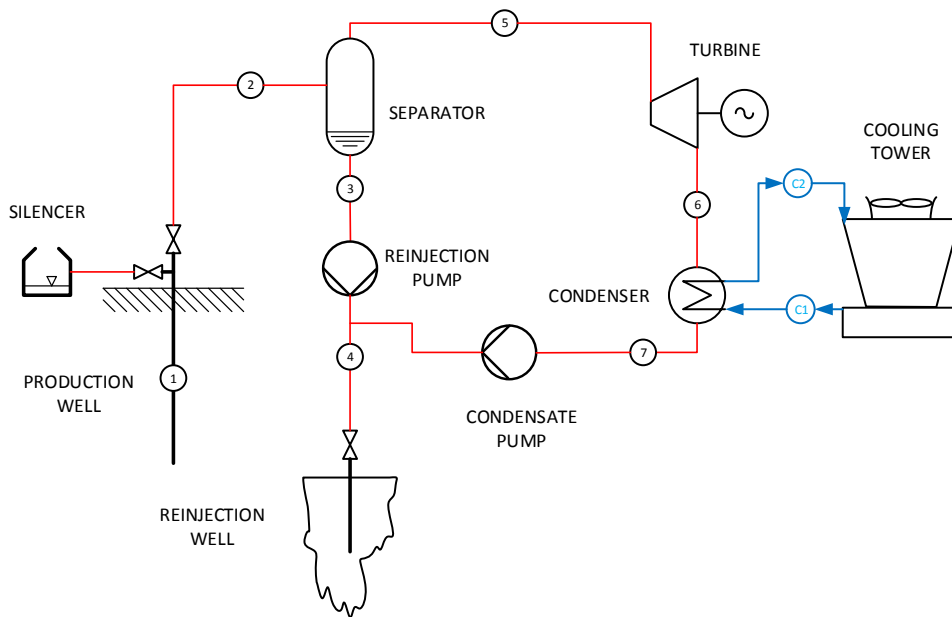 5
TURBINE
2
SEPARATOR
COOLING
TOWER
3
C2
SILENCER
6
REINJECTION
PUMP
CONDENSER
C1
4
7
1
PRODUCTION
WELL
CONDENSATE
PUMP
REINJECTION
WELL